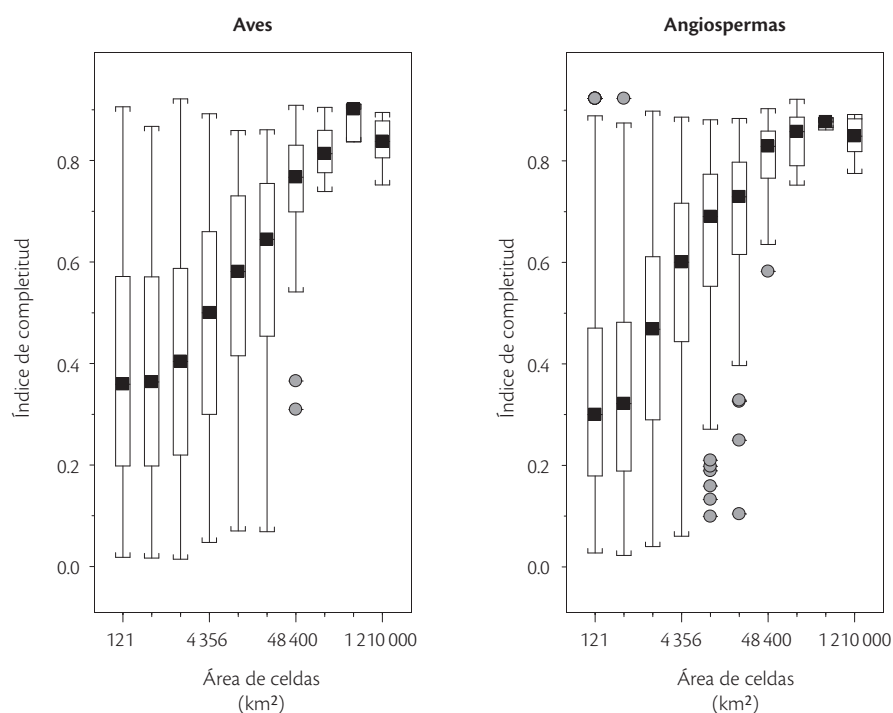 Aves
Índice de completitud
0.8
0.6
0.4
0.2
0.0
121
4 356
48 400
1 210 000
Área de celdas
(km²)
Angiospermas
Índice de completitud
0.8
0.6
0.4
0.2
0.0
121
4 356
48 400
1 210 000
Área de celdas
(km²)